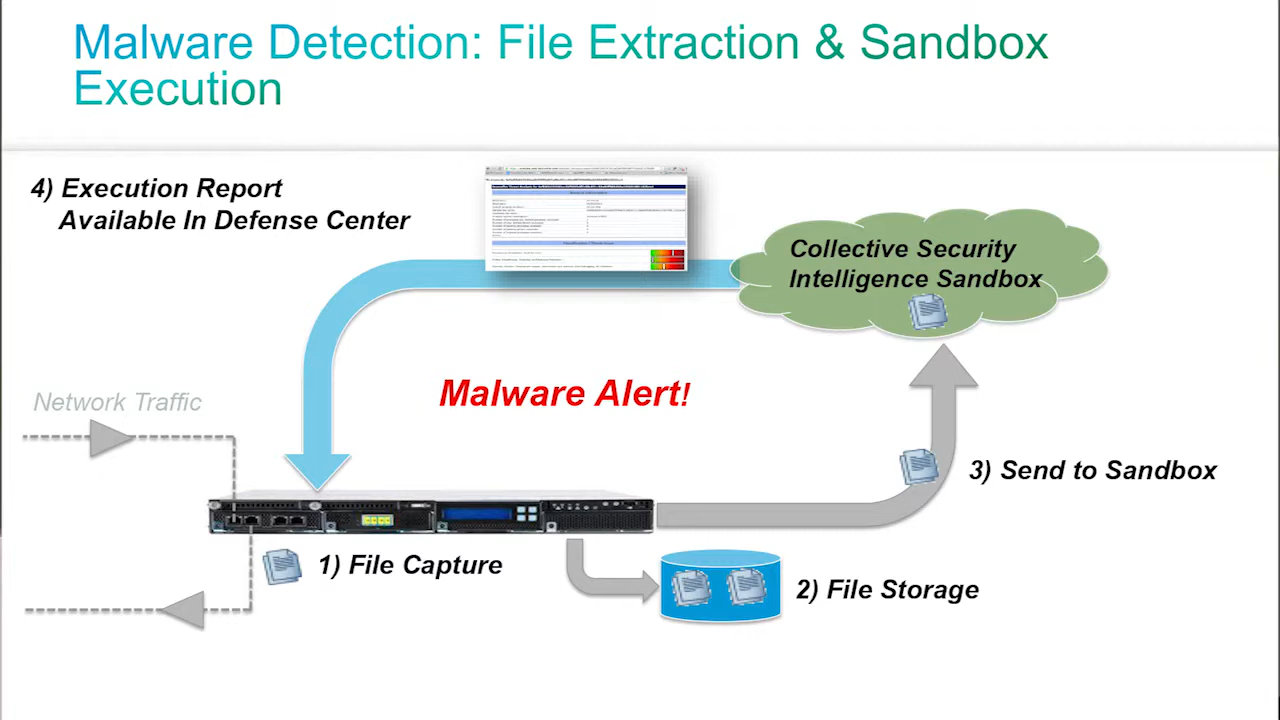 Malware Detection: File Extraction & Sandbox
Execution
4) Execution Report
Available In Defense Center
Collective Security
Intelligence Sandbox
Malware Alert!
Network Traffic
3) Send to Sandbox
1) File Capture
2) File Storage